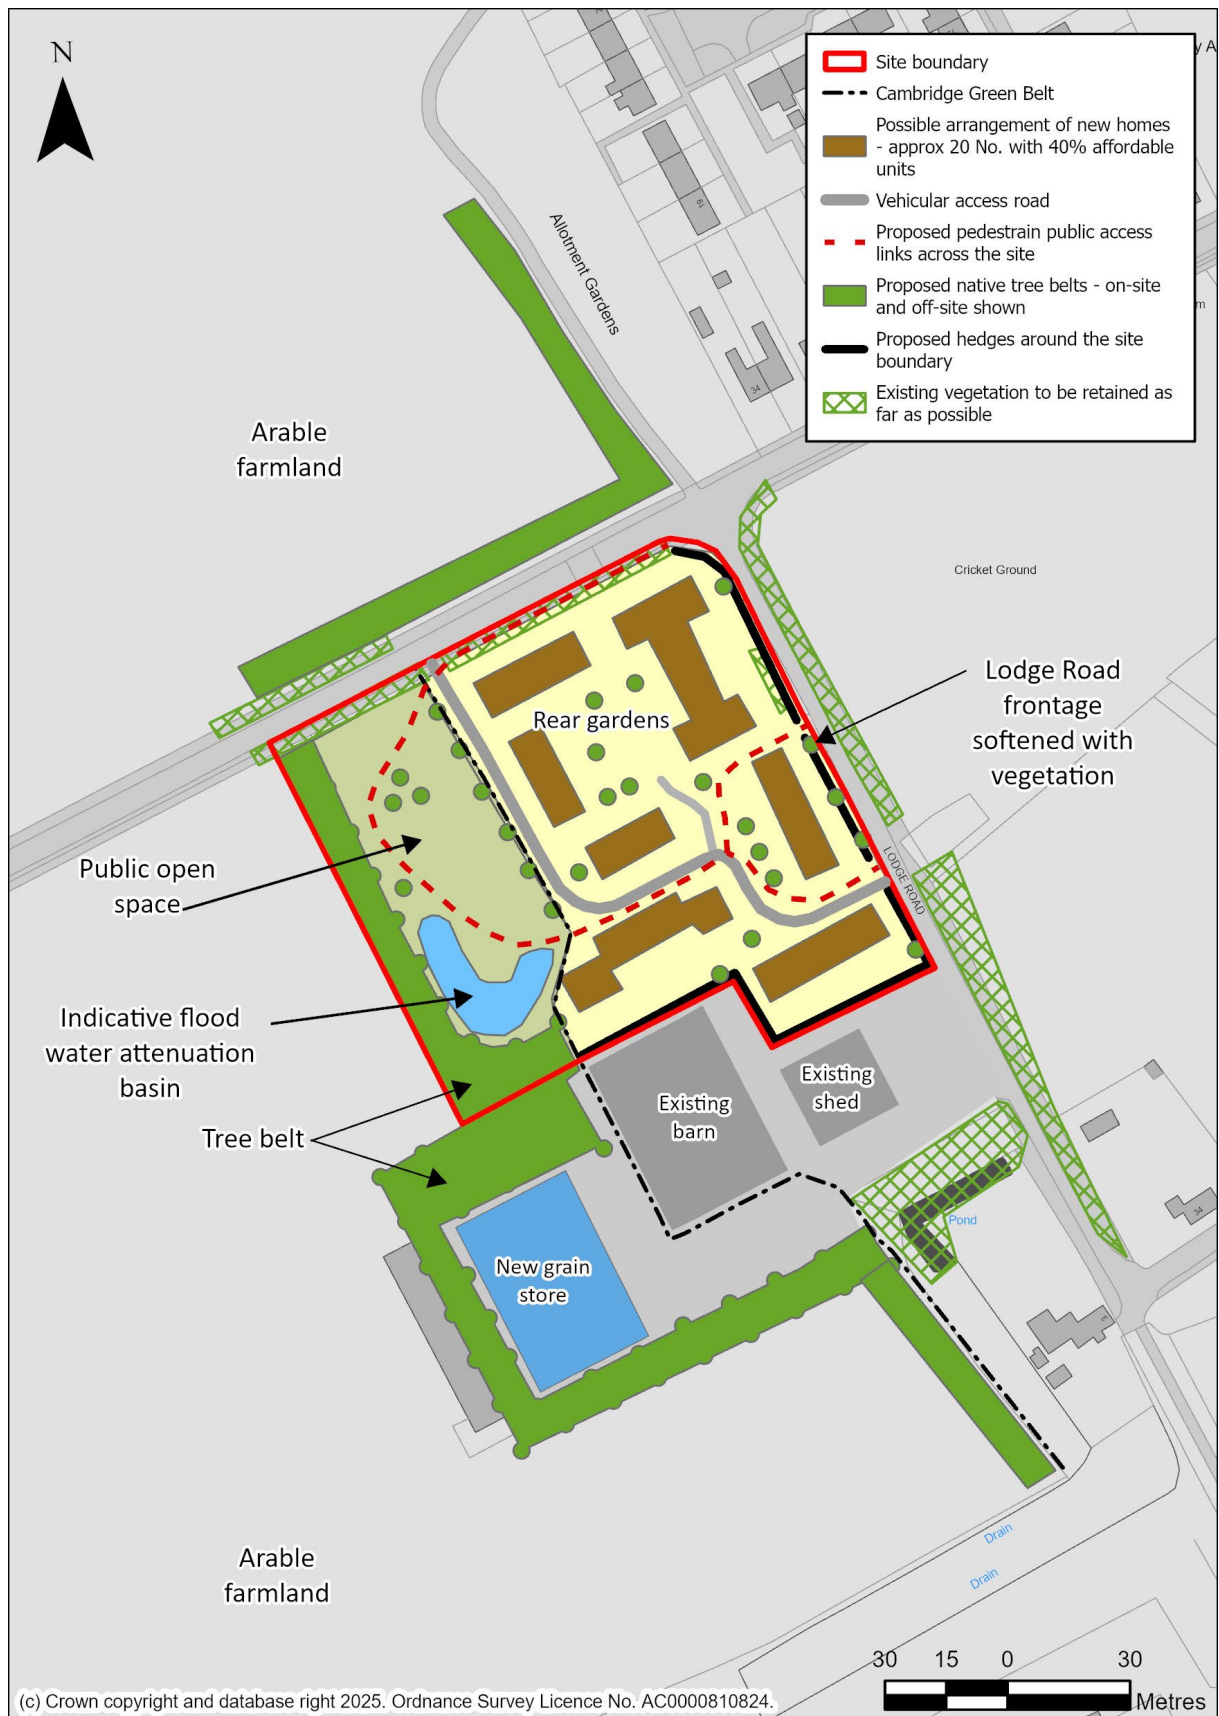 N
Site boundary
Cambridge Green Belt
Possible arrangement of new homes
- approx 20 No. with 40% affordable
units
Vehicular access road
Proposed pedestrain public access
links across the site
Proposed native tree belts - on-site
and off-site shown
Proposed hedges around the site
boundary
Existing vegetation to be retained as
far as possible
19
Allotment Gardens
34
Arable
farmland
Cricket Ground
Lodge Road
frontage
softened with
vegetation
Rear gardens
LODGE ROAD
Public open
space
Indicative flood
water attenuation
basin
Tree belt
Existing
shed
Existing
barn
34
Pond
New grain
store
Drain
Drain
Arable
farmland
30 15 0 30
Metres
(c) Crown copyright and database right 2025. Ordnance Survey Licence No. AC0000810824.